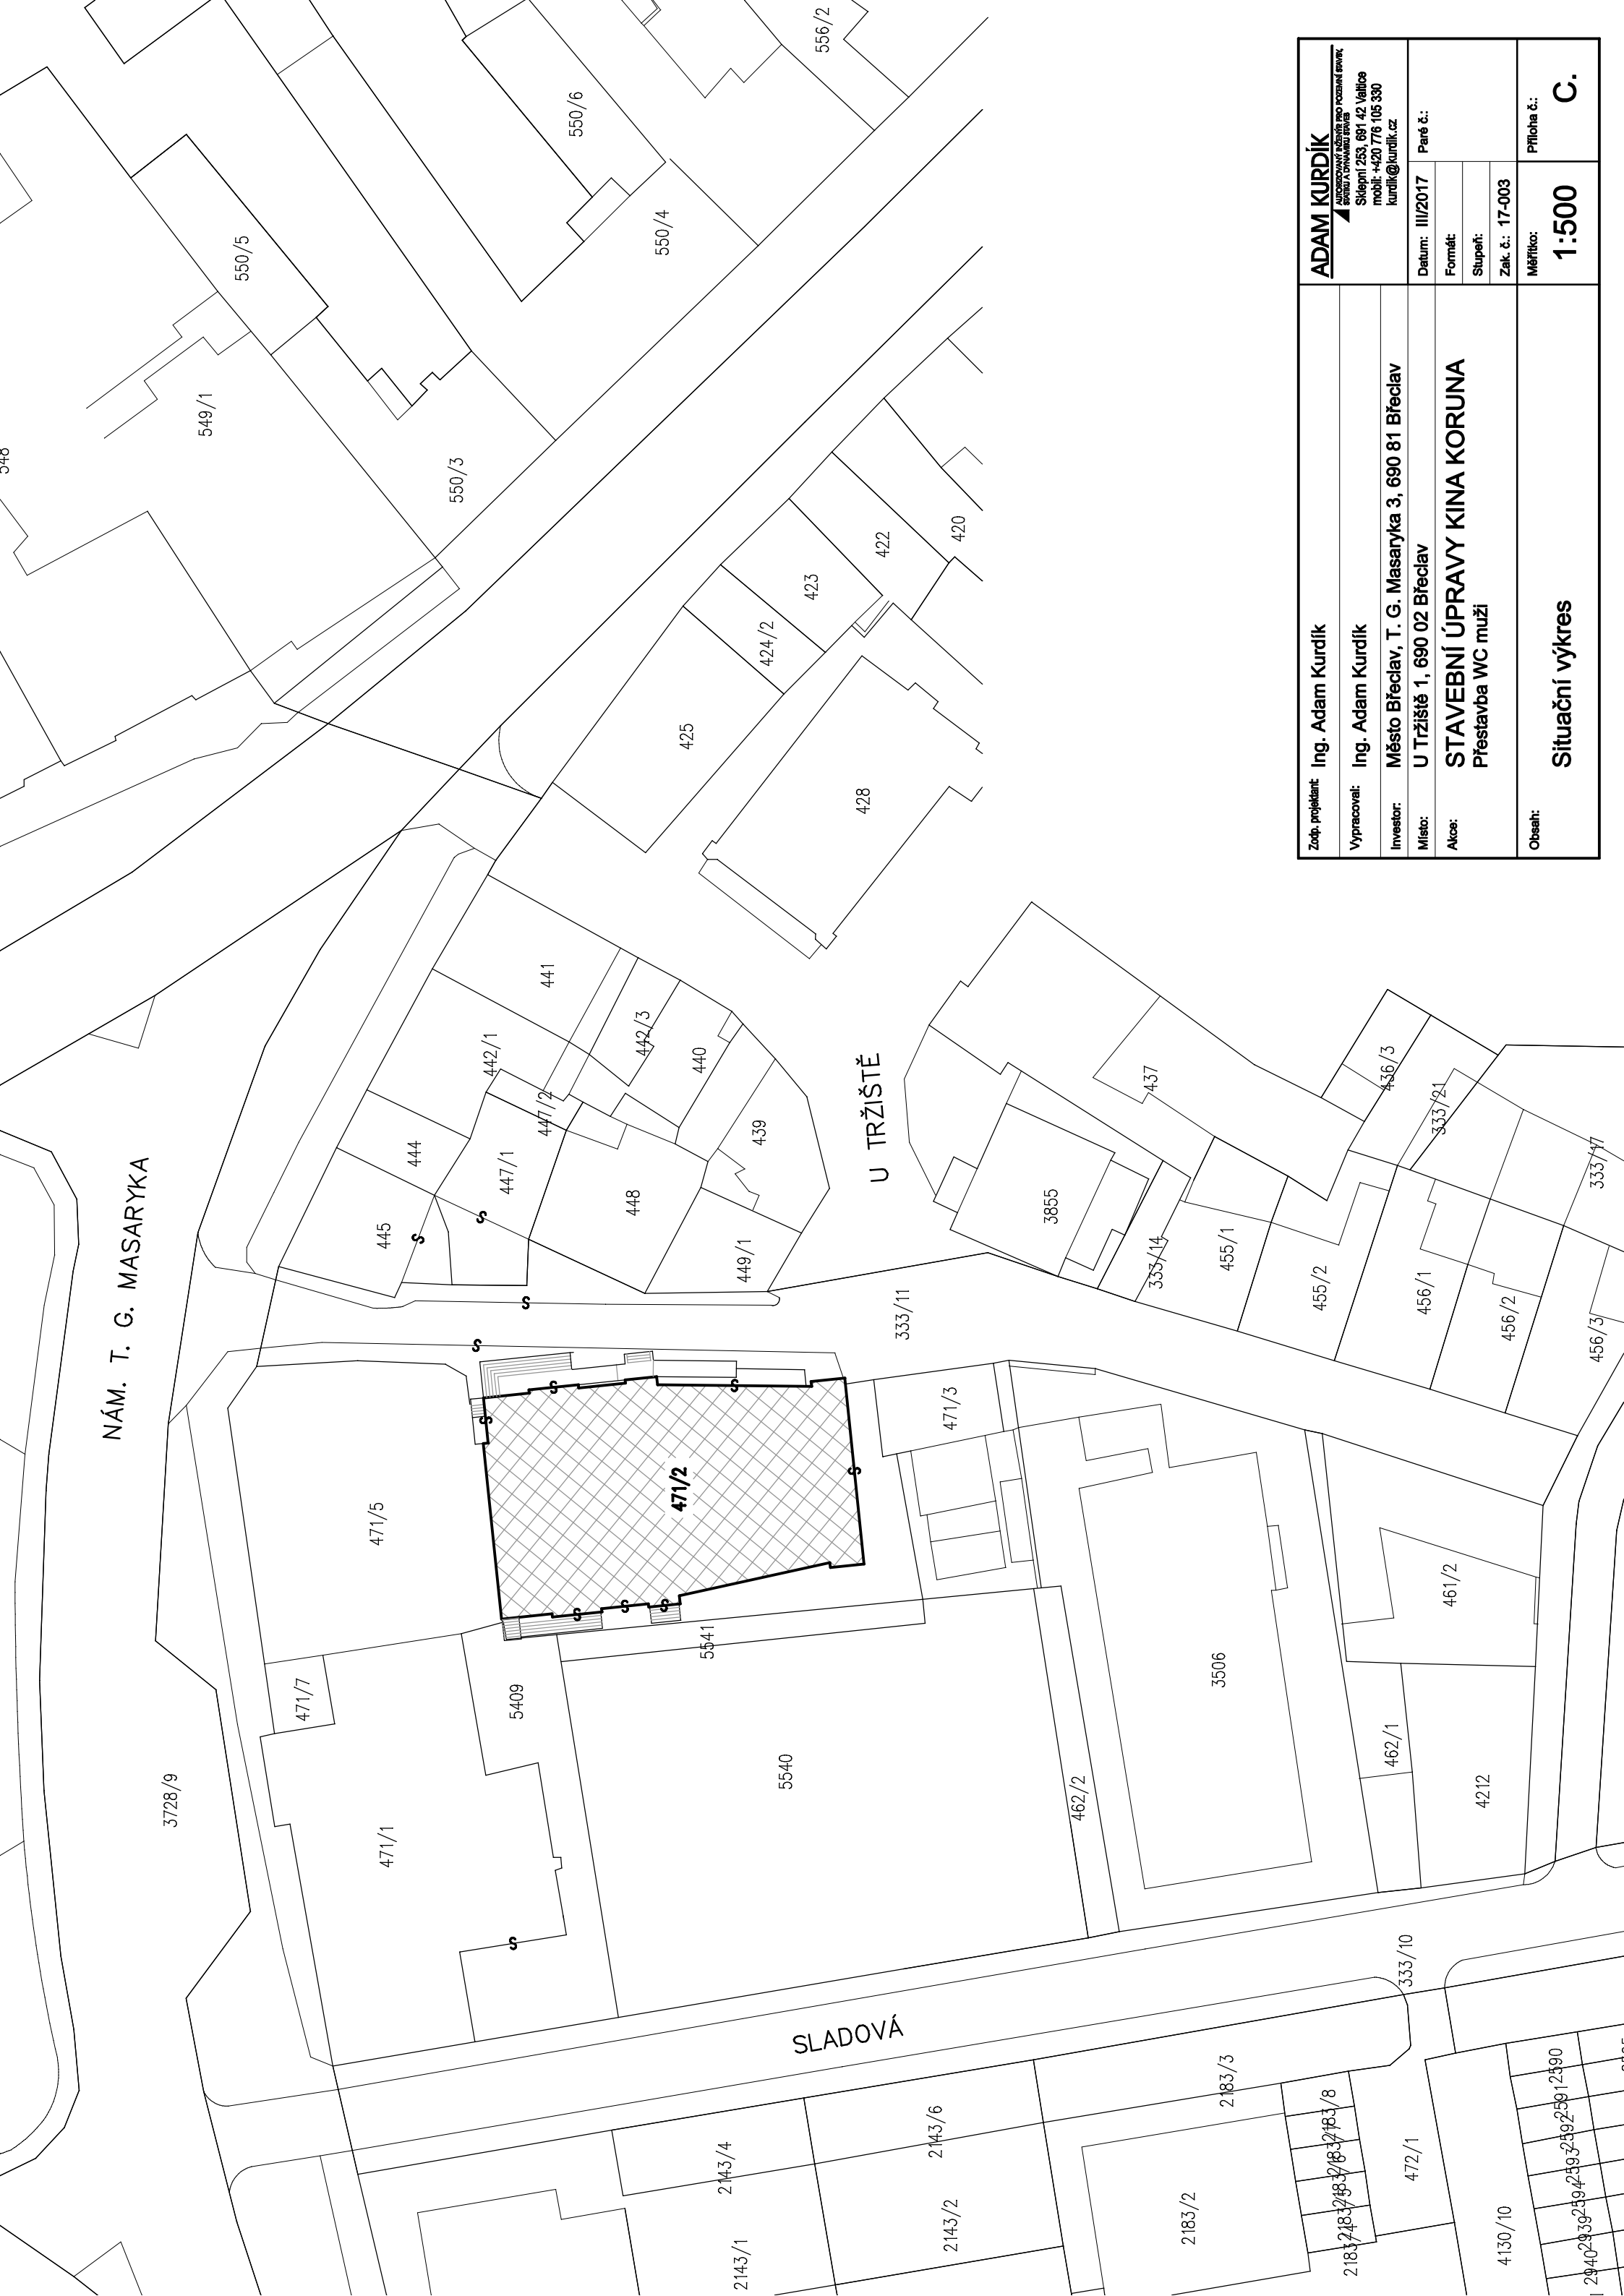 NÁM. T. G. MASARYKA
U TRŽIŠTĚ
SLADOVÁ
556/2
550/6
550/5
550/4
549/1
548
550/3
420
422
423
424/2
425
428
441
442/1
442/3
440
447/2
439
444
447/1
448
445
449/1
437
436/3
333/21
333/17
3855
333/14
455/1
455/2
456/1
456/2
456/3
333/11
471/3
471/5
471/2
5541
461/2
3506
462/1
4212
462/2
5540
5409
471/7
471/1
3728/9
333/10
2183/3
2143/6
2143/4
2143/2
2143/1
2183/2
2183/8
472/1
4130/10
2590
2591
2592
2593
2594
2939
2940
S
S
S
S
S
S
S
S
S
S
S
S
Zodp. projektant: Ing. Adam Kurdík
Vypracoval: Ing. Adam Kurdík
Investor: Město Břeclav, T. G. Masaryka 3, 690 81 Břeclav
Místo: U Tržiště 1, 690 02 Břeclav
Akce: STAVEBNÍ ÚPRAVY KINA KORUNA
Přestavba WC muži
Obsah: Situační výkres
ADAM KURDÍK
AUTORIZOVANÝ INŽENÝR PRO POZEMNÍ STAVBY,
STATIKU A DYNAMIKU STAVEB
Sklepní 253, 691 42 Valtice
mobil: +420 776 105 330
kurdik@kurdik.cz
Datum: III/2017
Paré č.:
Formát:
Stupeň:
Zak. č.: 17-003
Měřítko: 1:500
Příloha č.: C.